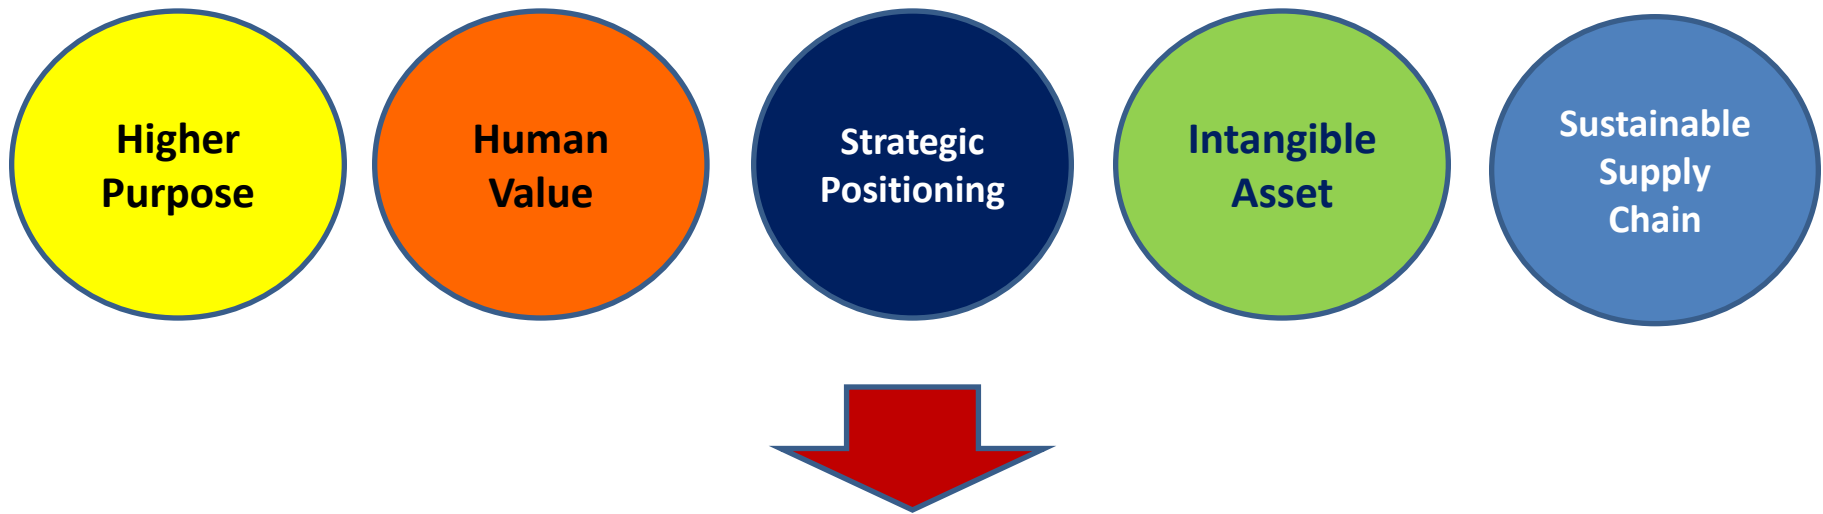 Higher
Purpose
Human
Value
Strategic
Positioning
Intangible
Asset
Sustainable
Supply
Chain